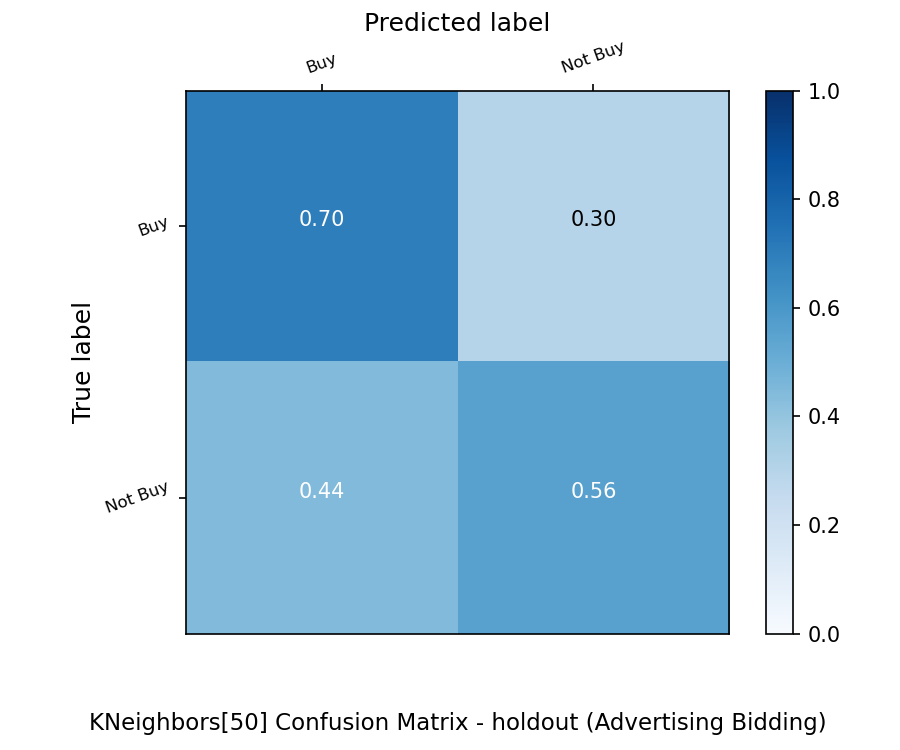 Predicted label
Buy
Not Buy
1.0
Buy
0.70
0.30
0.8
0.6
True label
0.4
Not Buy
0.44
0.56
0.2
0.0
KNeighbors[50] Confusion Matrix - holdout (Advertising Bidding)